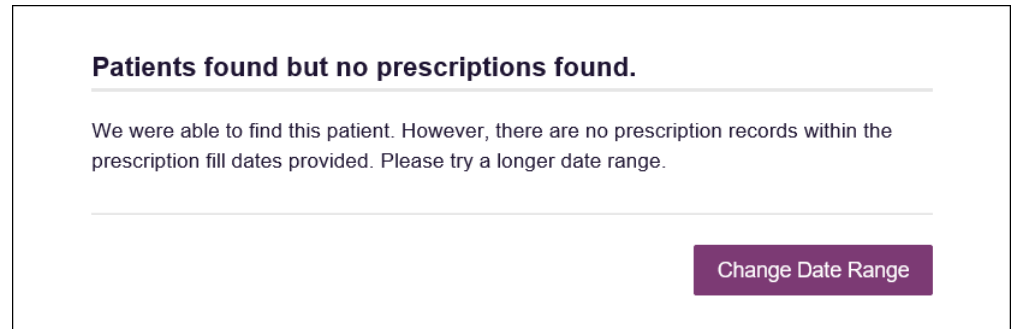 Patients found but no prescriptions found.
We were able to find this patient. However, there are no prescription records within the
prescription fill dates provided. Please try a longer date range.
Change Date Range